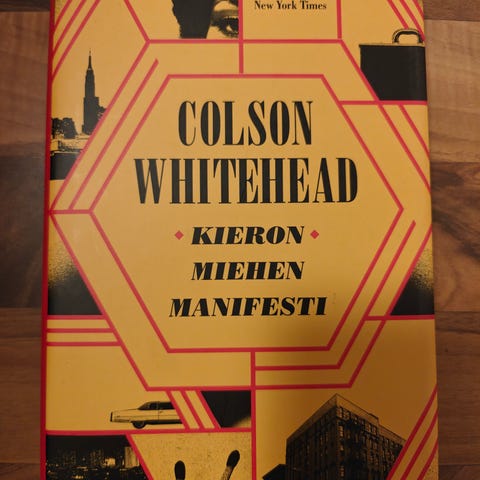 New York Times
COLSON
WHITEHEAD
KIERON
MIEHEN
MANIFESTI